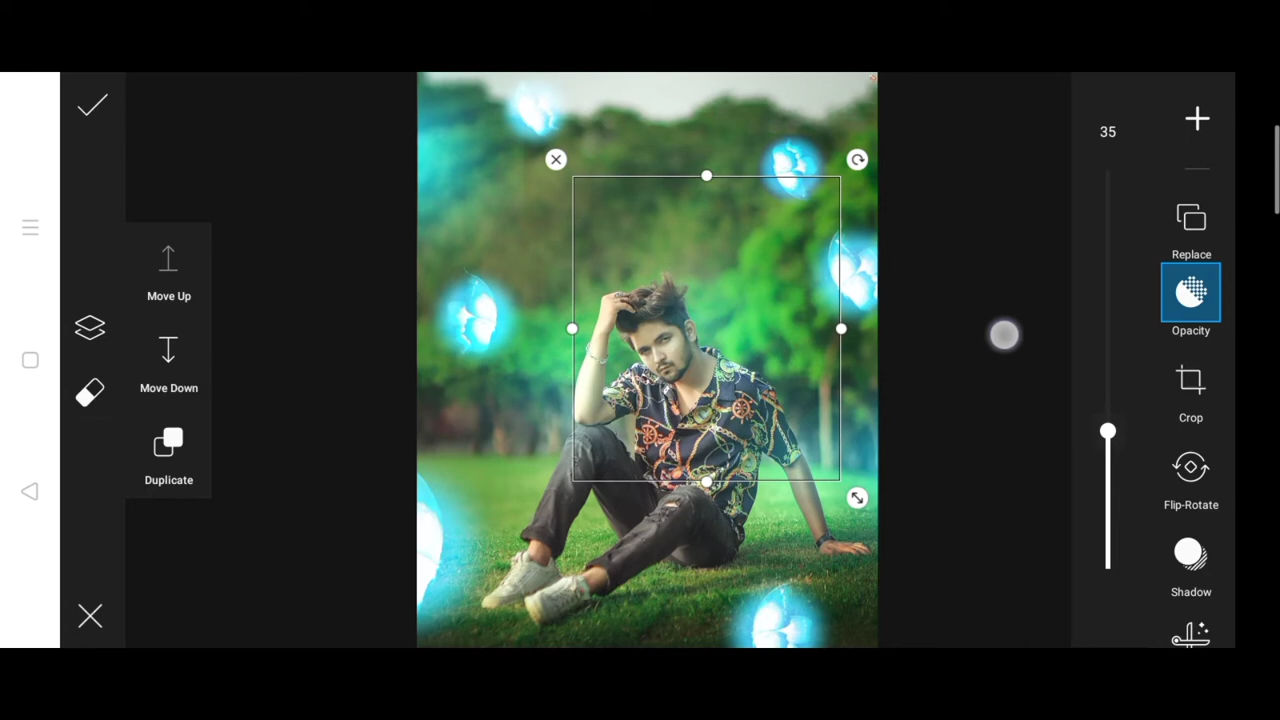 Move Up
Move Down
Duplicate
35
Replace
Opacity
Crop
Flip-Rotate
Shadow